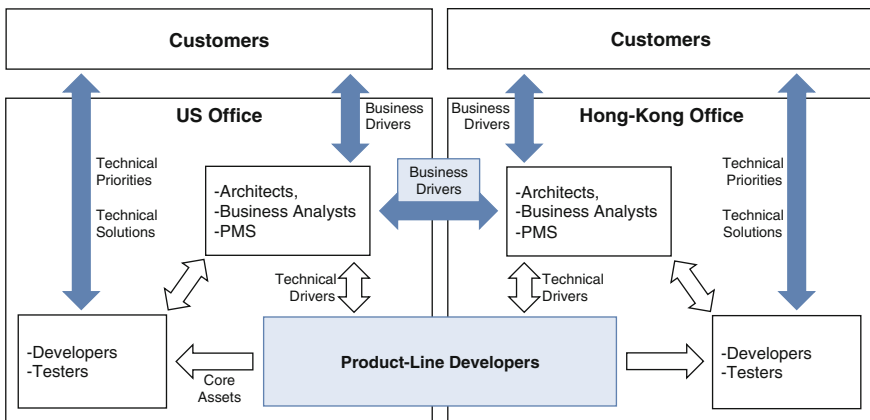 Customers
Customers
US Office
Business
Drivers
Business
Drivers
Hong-Kong Office
Technical
Priorities
Technical
Solutions
-Architects,
-Business Analysts
-PMS
Business
Drivers
-Architects,
-Business Analysts
-PMS
Technical
Priorities
Technical
Solutions
Technical
Drivers
Technical
Drivers
-Developers
-Testers
Core
Assets
Product-Line Developers
-Developers
-Testers